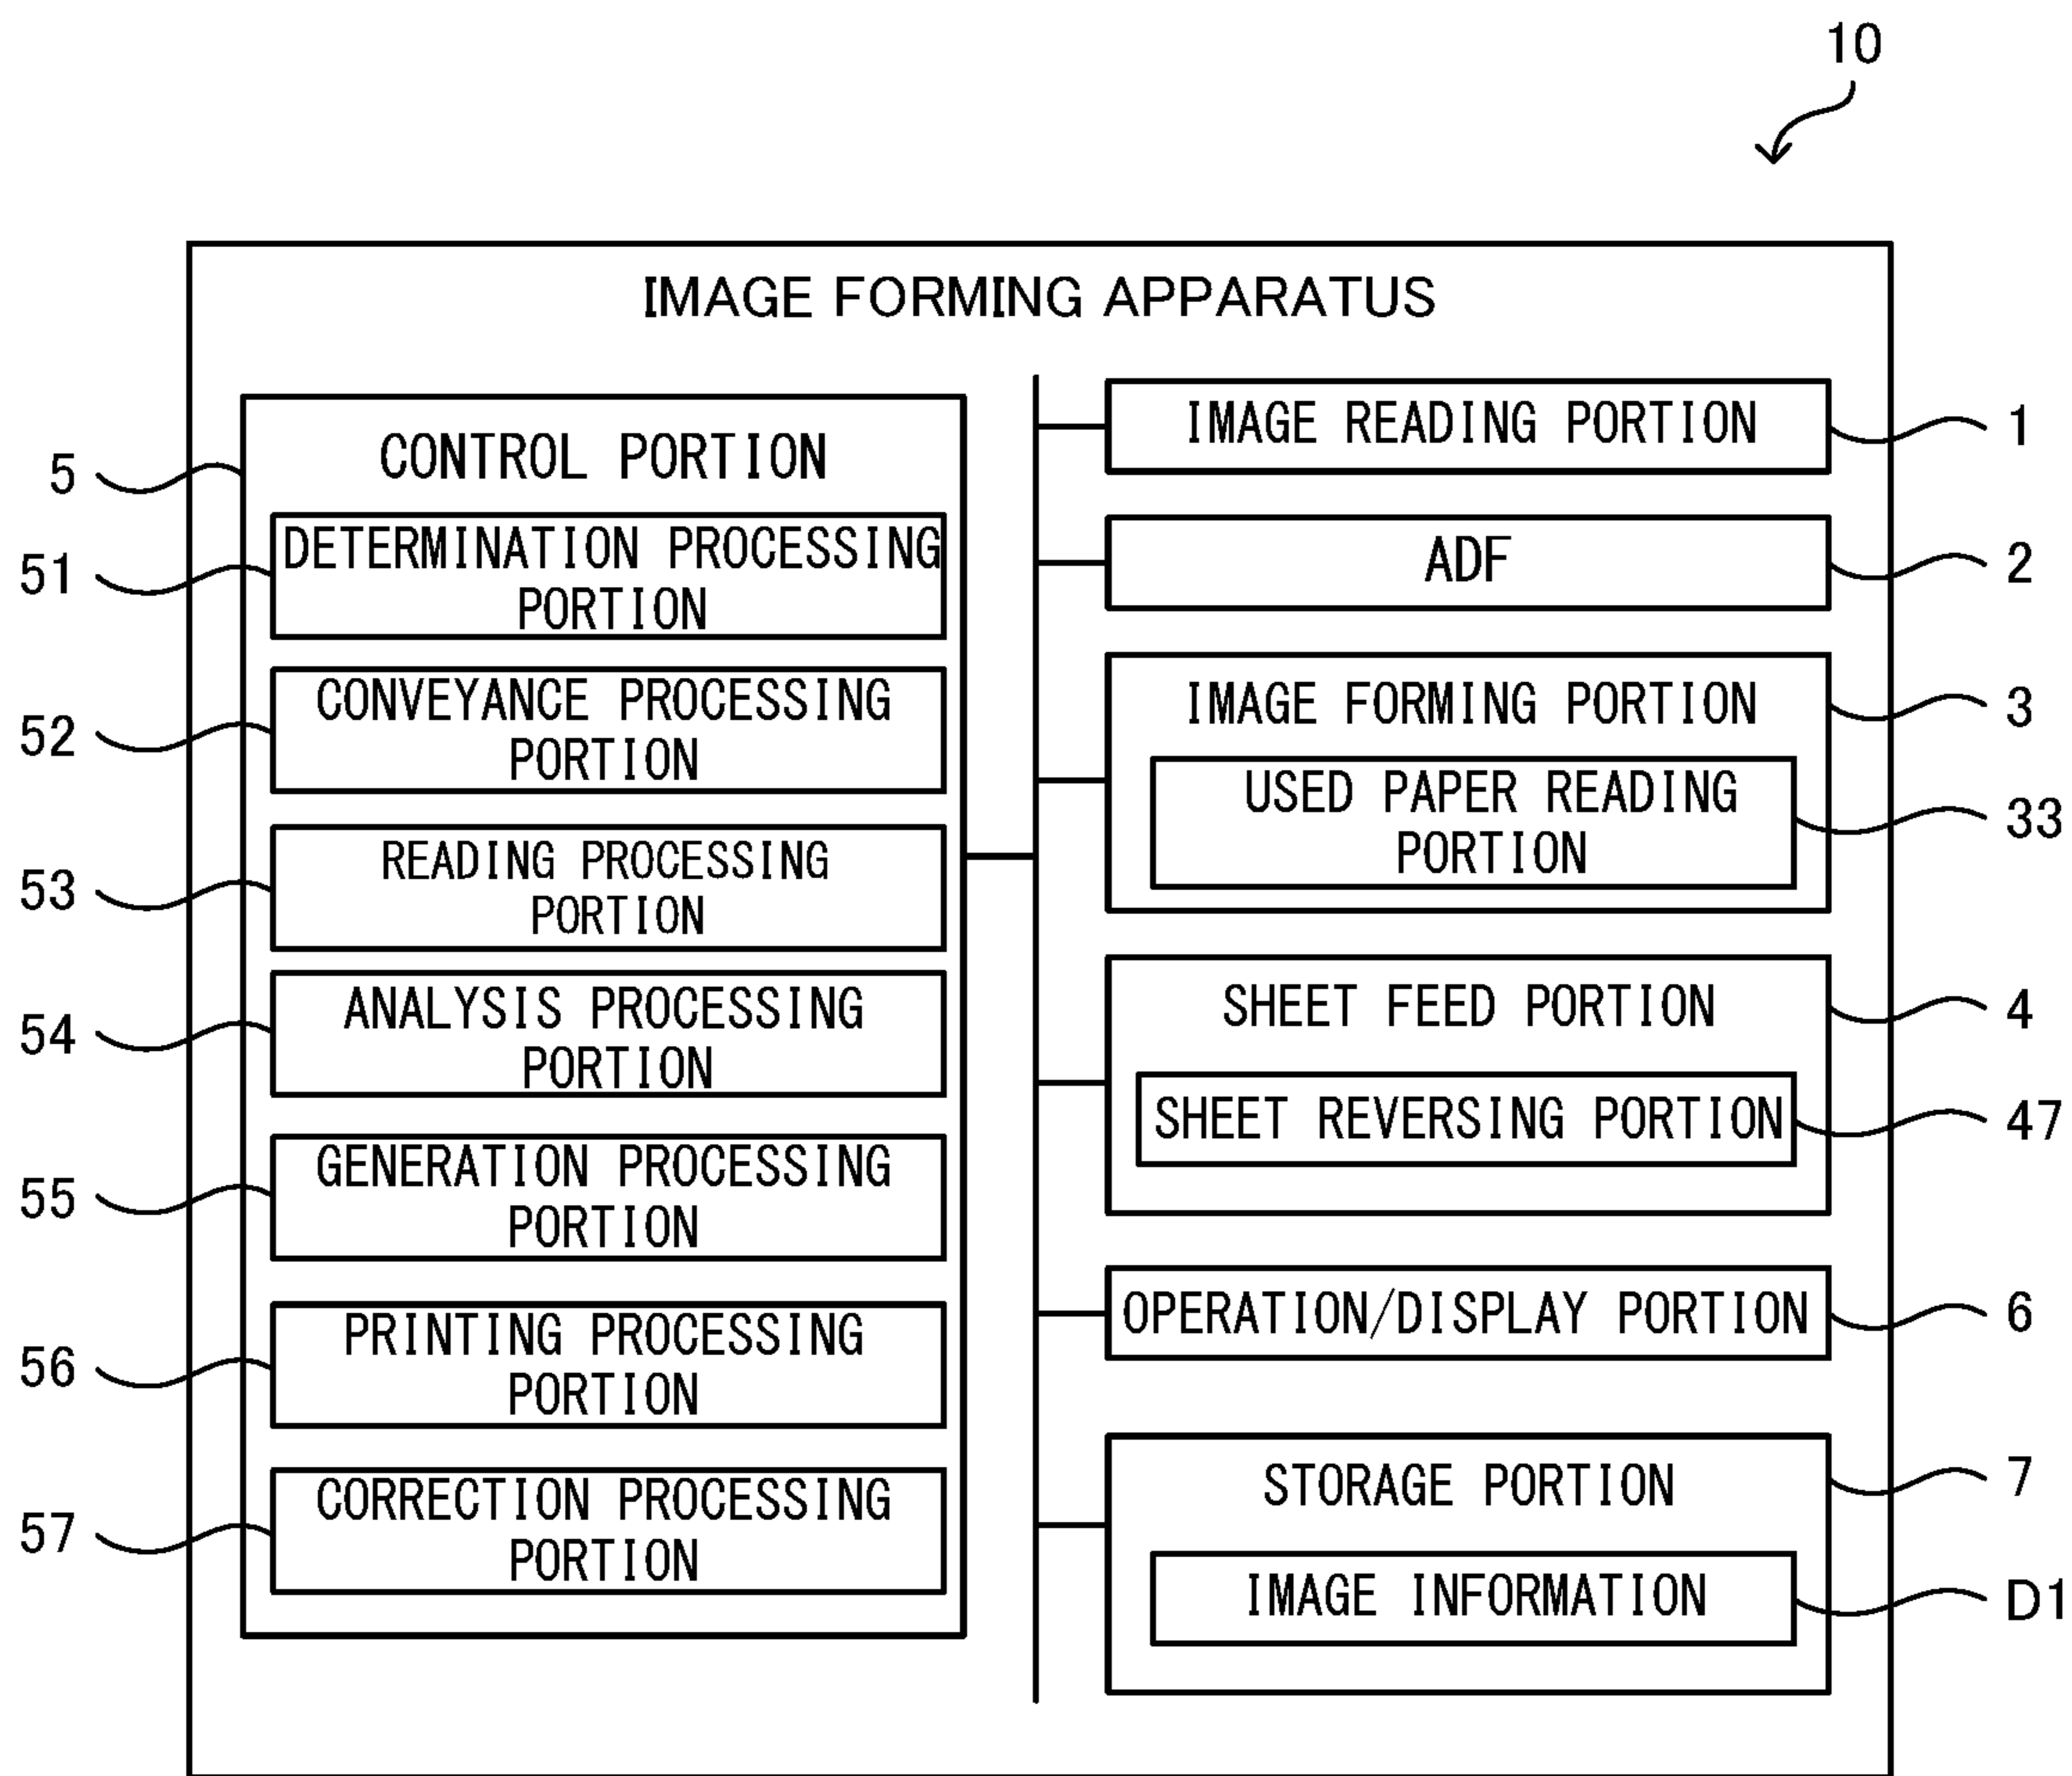 10
IMAGE FORMING APPARATUS
5
CONTROL PORTION
51
DETERMINATION PROCESSING
PORTION
52
CONVEYANCE PROCESSING
PORTION
53
READING PROCESSING
PORTION
54
ANALYSIS PROCESSING
PORTION
55
GENERATION PROCESSING
PORTION
56
PRINTING PROCESSING
PORTION
57
CORRECTION PROCESSING
PORTION
IMAGE READING PORTION
1
ADF
2
IMAGE FORMING PORTION
3
USED PAPER READING
PORTION
33
SHEET FEED PORTION
4
SHEET REVERSING PORTION
47
OPERATION/DISPLAY PORTION
6
STORAGE PORTION
7
IMAGE INFORMATION
D1